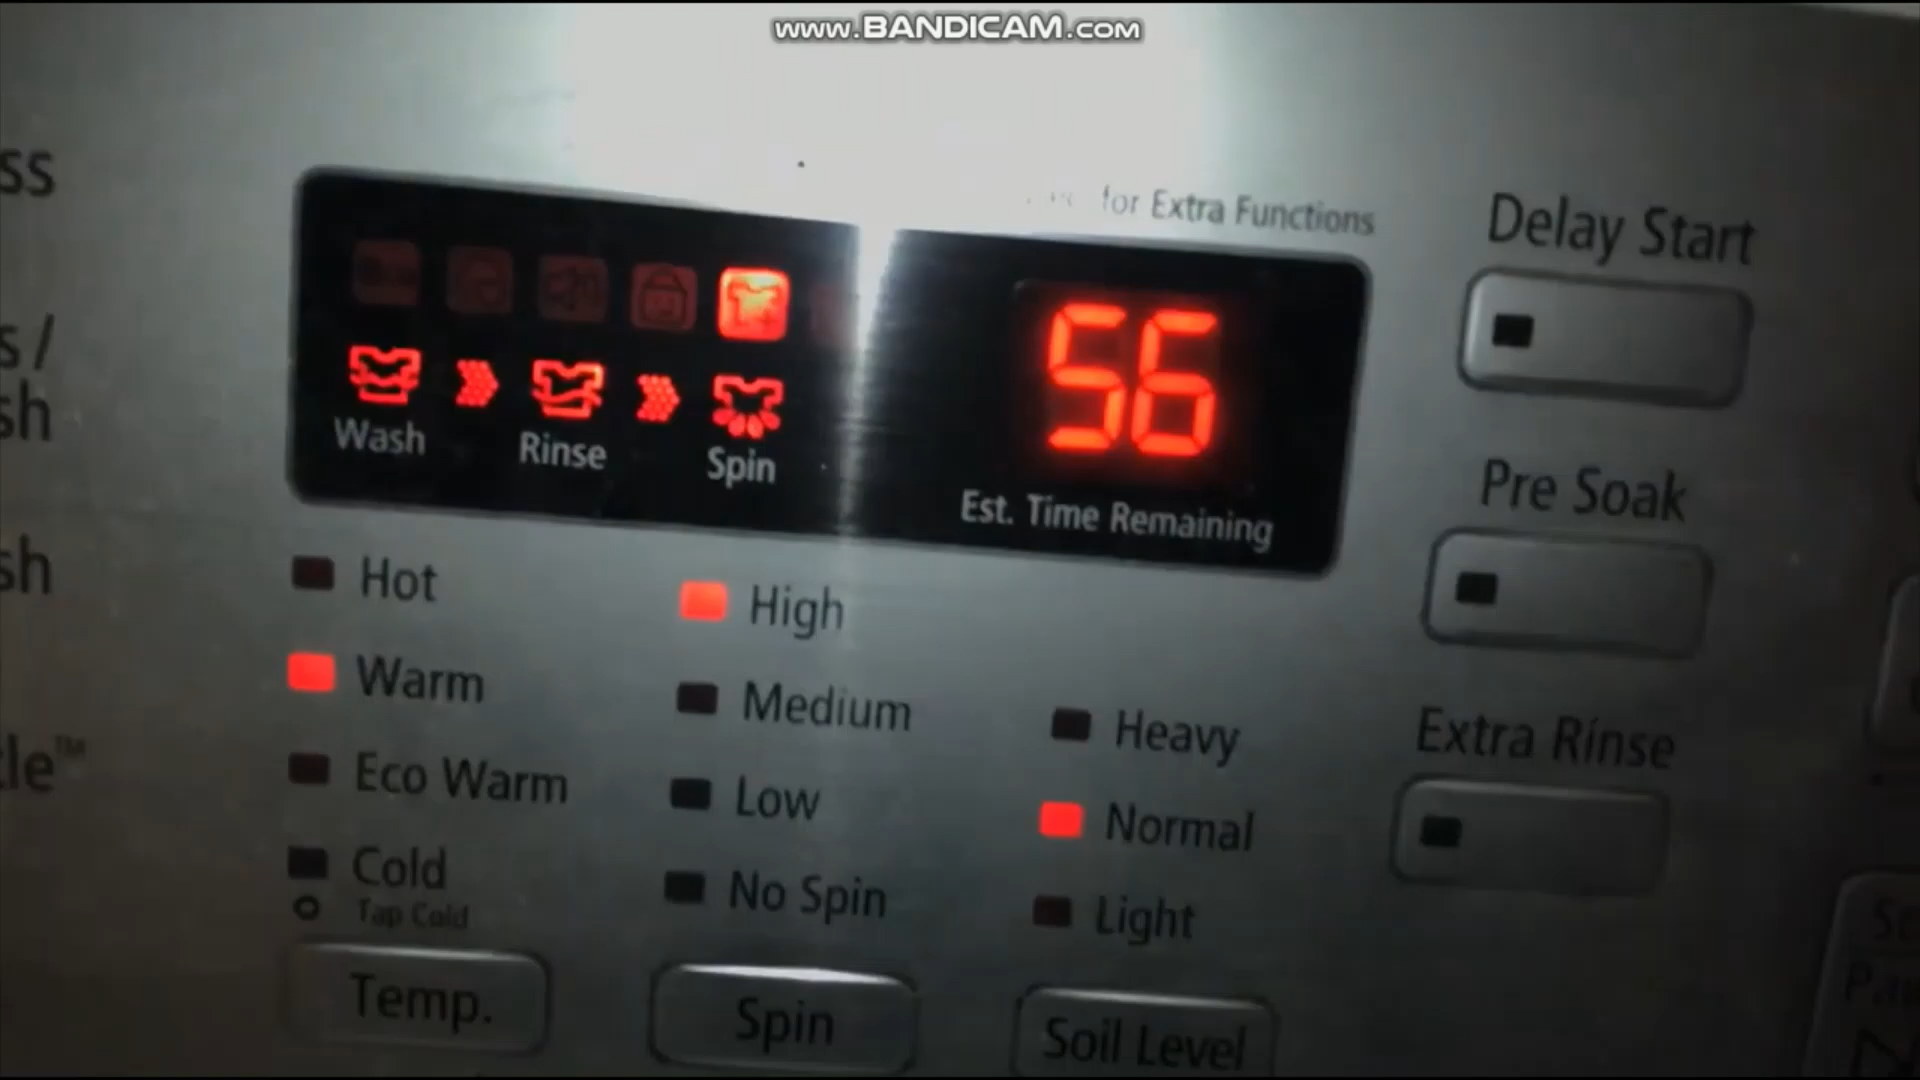 www.BANDICAM.com
ss
for Extra Functions
Delay Start
s /
sh
Wash
Rinse
Spin
56
Est. Time Remaining
Pre Soak
sh
Hot
High
Warm
Medium
Heavy
Extra Rinse
tle™
Eco Warm
Low
Normal
Cold
Tap Cold
No Spin
Light
Temp.
Spin
Soil Level